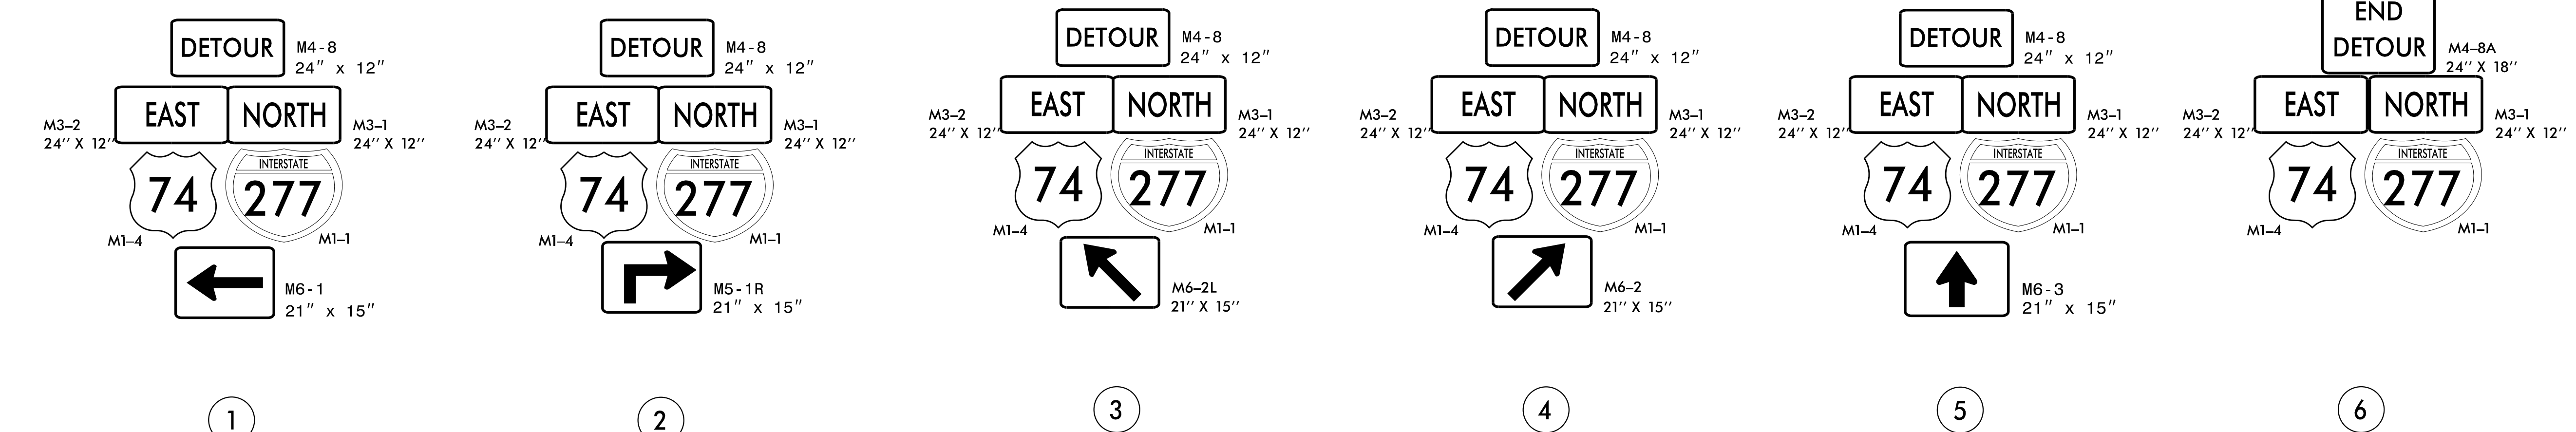 DETOUR
M4-8
24" x 12"
EAST
NORTH
M3-2
24'' X 12''
M3-1
24'' X 12''
74
INTERSTATE
277
M1-4
M1-1
M6-1
21" x 15"
1
DETOUR
M4-8
24" x 12"
EAST
NORTH
M3-2
24'' X 12''
M3-1
24'' X 12''
74
INTERSTATE
277
M1-4
M1-1
M5-1R
21" x 15"
2
DETOUR
M4-8
24" x 12"
EAST
NORTH
M3-2
24'' X 12''
M3-1
24'' X 12''
74
INTERSTATE
277
M1-4
M1-1
M6-2L
21'' X 15''
3
DETOUR
M4-8
24" x 12"
EAST
NORTH
M3-2
24'' X 12''
M3-1
24'' X 12''
74
INTERSTATE
277
M1-4
M1-1
M6-2
21'' X 15''
4
DETOUR
M4-8
24" x 12"
EAST
NORTH
M3-2
24'' X 12''
M3-1
24'' X 12''
74
INTERSTATE
277
M1-4
M1-1
M6-3
21" x 15"
5
END
DETOUR
M4-8A
24'' X 18''
EAST
NORTH
M3-2
24'' X 12''
M3-1
24'' X 12''
74
INTERSTATE
277
M1-4
M1-1
6